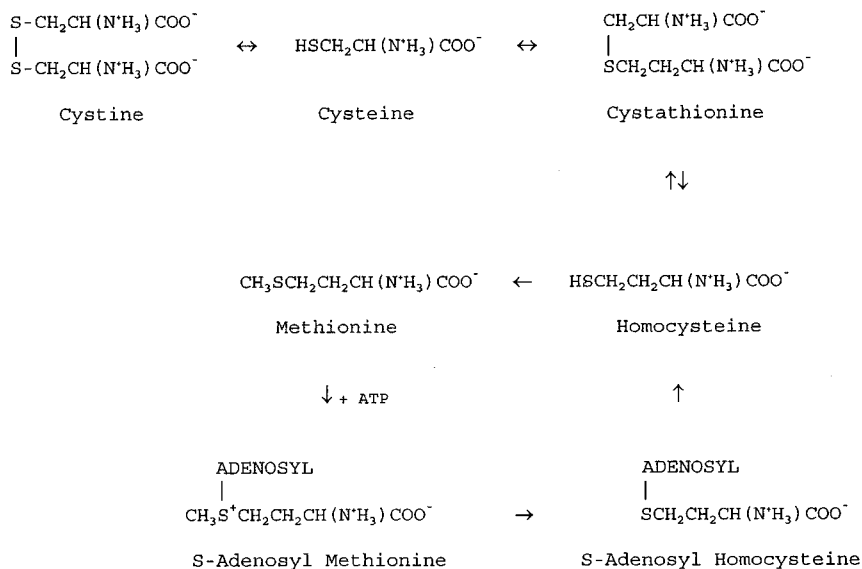 S-CH₂CH(N⁺H₃)COO⁻ CH₂CH(N⁺H₃)COO⁻
| ↔ HSCH₂CH(N⁺H₃)COO⁻ ↔ |
S-CH₂CH(N⁺H₃)COO⁻ SCH₂CH₂CH(N⁺H₃)COO⁻
Cystine Cysteine Cystathionine
↑↓
CH₃SCH₂CH₂CH(N⁺H₃)COO⁻ ← HSCH₂CH₂CH(N⁺H₃)COO⁻
Methionine Homocysteine
↓ + ATP ↑
ADENOSYL ADENOSYL
| |
CH₃S⁺CH₂CH₂CH(N⁺H₃)COO⁻ → SCH₂CH₂CH(N⁺H₃)COO⁻
S-Adenosyl Methionine S-Adenosyl Homocysteine